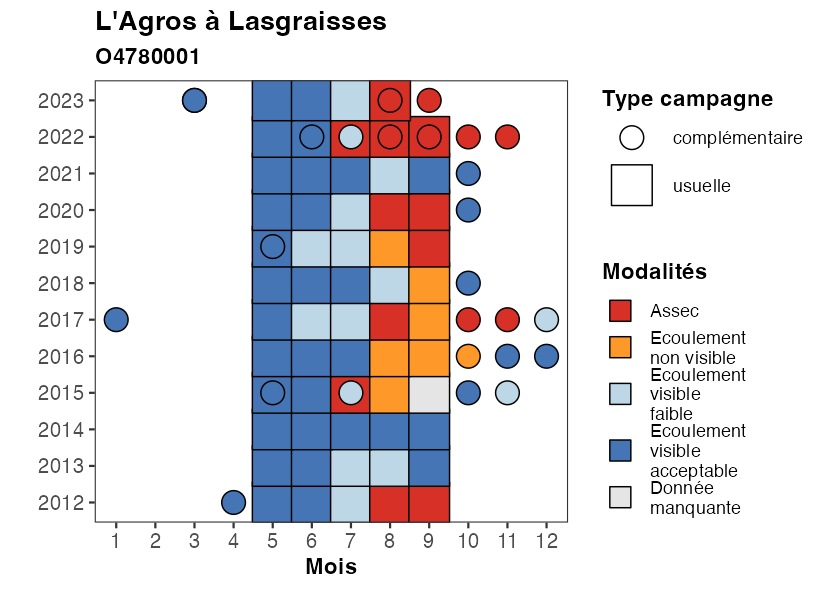 L'Agros à Lasgraisses
O4780001
2023
2022
2021
2020
2019
2018
2017
2016
2015
2014
2013
2012
1 2 3 4 5 6 7 8 9 10 11 12
Mois
Type campagne
complémentaire
usuelle
Modalités
Assec
Ecoulement
non visible
Ecoulement
visible
faible
Ecoulement
visible
acceptable
Donnée
manquante